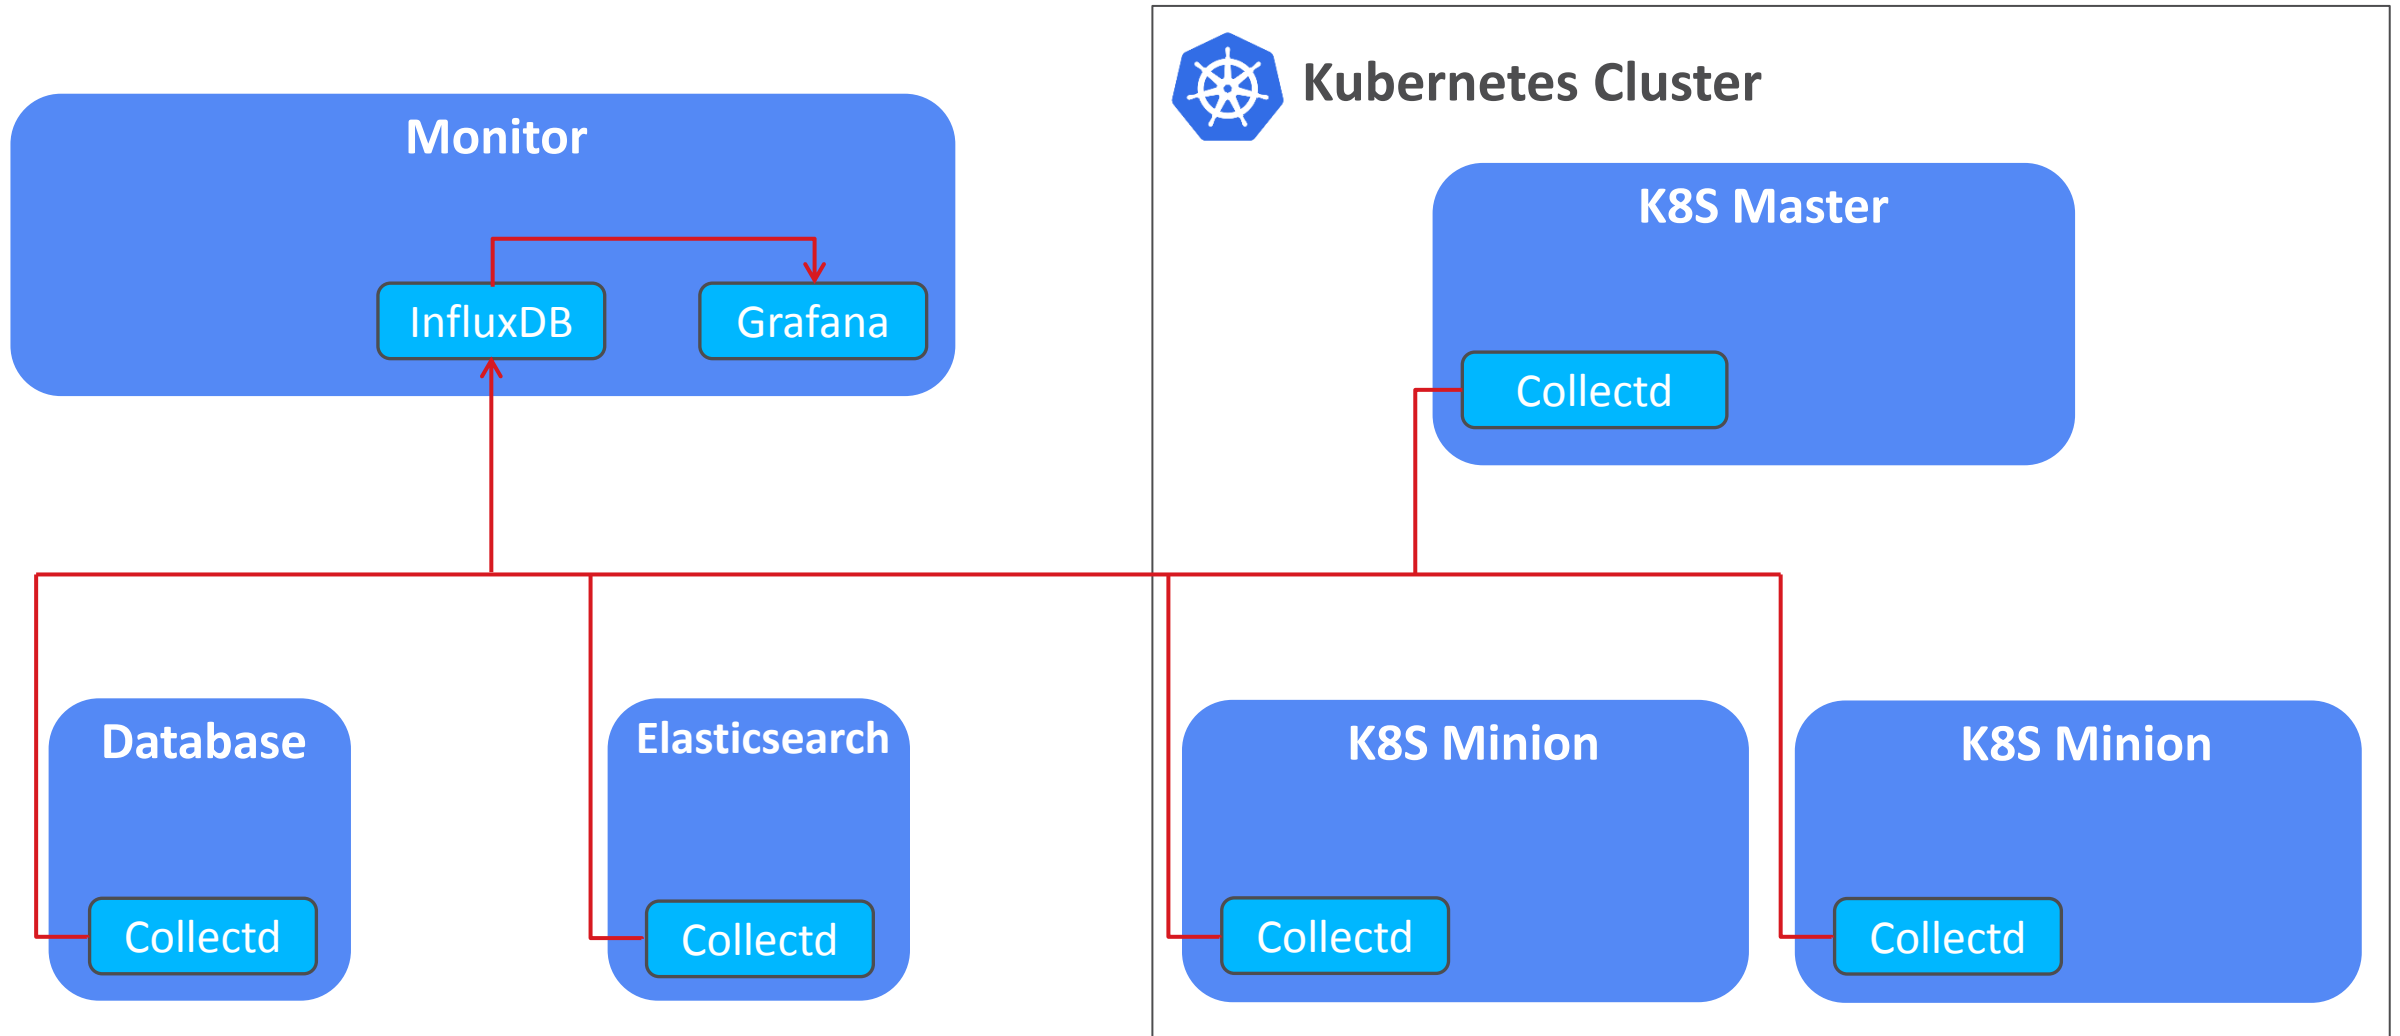 Kubernetes Cluster
Monitor
K8S Master
InfluxDB
Grafana
Collectd
Database
Elasticsearch
K8S Minion
K8S Minion
Collectd
Collectd
Collectd
Collectd